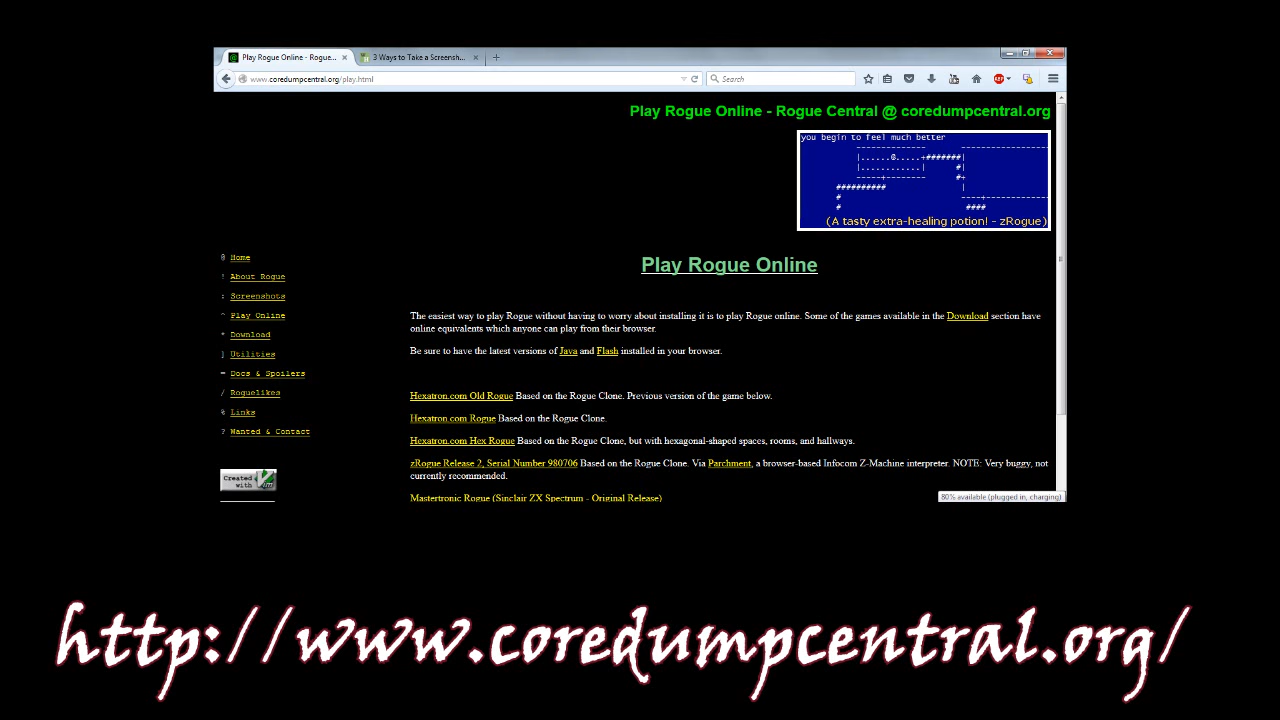 Play Rogue Online - Rogue...
3 Ways to Take a Screensh...
www.coredumpcentral.org/play.html
Search
Play Rogue Online - Rogue Central @ coredumpcentral.org
you begin to feel much better
-------------- ------------------
|......@.....+#######|
|............| #|
-----+-------- #+
########## |
# ----+-------------
# ####
(A tasty extra-healing potion! - zRogue)
@ Home
! About Rogue
: Screenshots
^ Play Online
* Download
] Utilities
= Docs & Spoilers
/ Roguelikes
% Links
? Wanted & Contact
Created with Vim
Play Rogue Online
The easiest way to play Rogue without having to worry about installing it is to play Rogue online. Some of the games available in the Download section have
online equivalents which anyone can play from their browser.
Be sure to have the latest versions of Java and Flash installed in your browser.
Hexatron.com Old Rogue Based on the Rogue Clone. Previous version of the game below.
Hexatron.com Rogue Based on the Rogue Clone.
Hexatron.com Hex Rogue Based on the Rogue Clone, but with hexagonal-shaped spaces, rooms, and hallways.
zRogue Release 2, Serial Number 980706 Based on the Rogue Clone. Via Parchment, a browser-based Infocom Z-Machine interpreter. NOTE: Very buggy, not
currently recommended.
Mastertronic Rogue (Sinclair ZX Spectrum - Original Release)
80% available (plugged in, charging)
http://www.coredumpcentral.org/